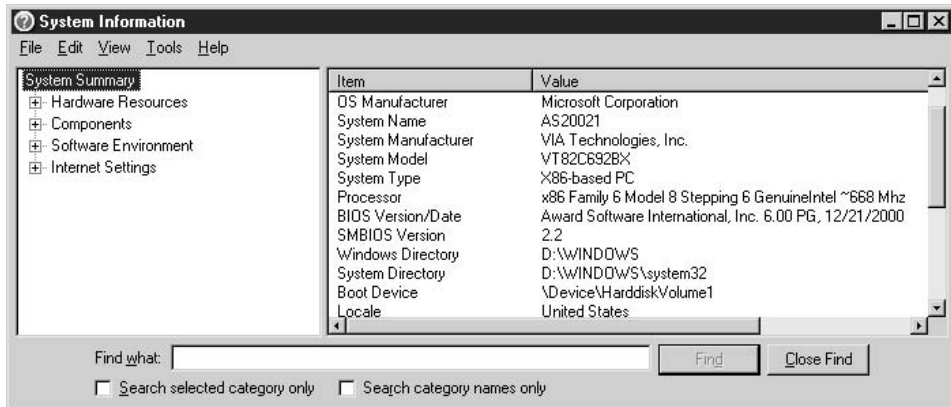 System Information
File Edit View Tools Help
System Summary
Hardware Resources
Components
Software Environment
Internet Settings
Item Value
OS Manufacturer Microsoft Corporation
System Name AS20021
System Manufacturer VIA Technologies, Inc.
System Model VT82C692BX
System Type X86-based PC
Processor x86 Family 6 Model 8 Stepping 6 GenuineIntel ~668 Mhz
BIOS Version/Date Award Software International, Inc. 6.00 PG, 12/21/2000
SMBIOS Version 2.2
Windows Directory D:\WINDOWS
System Directory D:\WINDOWS\system32
Boot Device \Device\HarddiskVolume1
Locale United States
Find what: Find Close Find
Search selected category only Search category names only